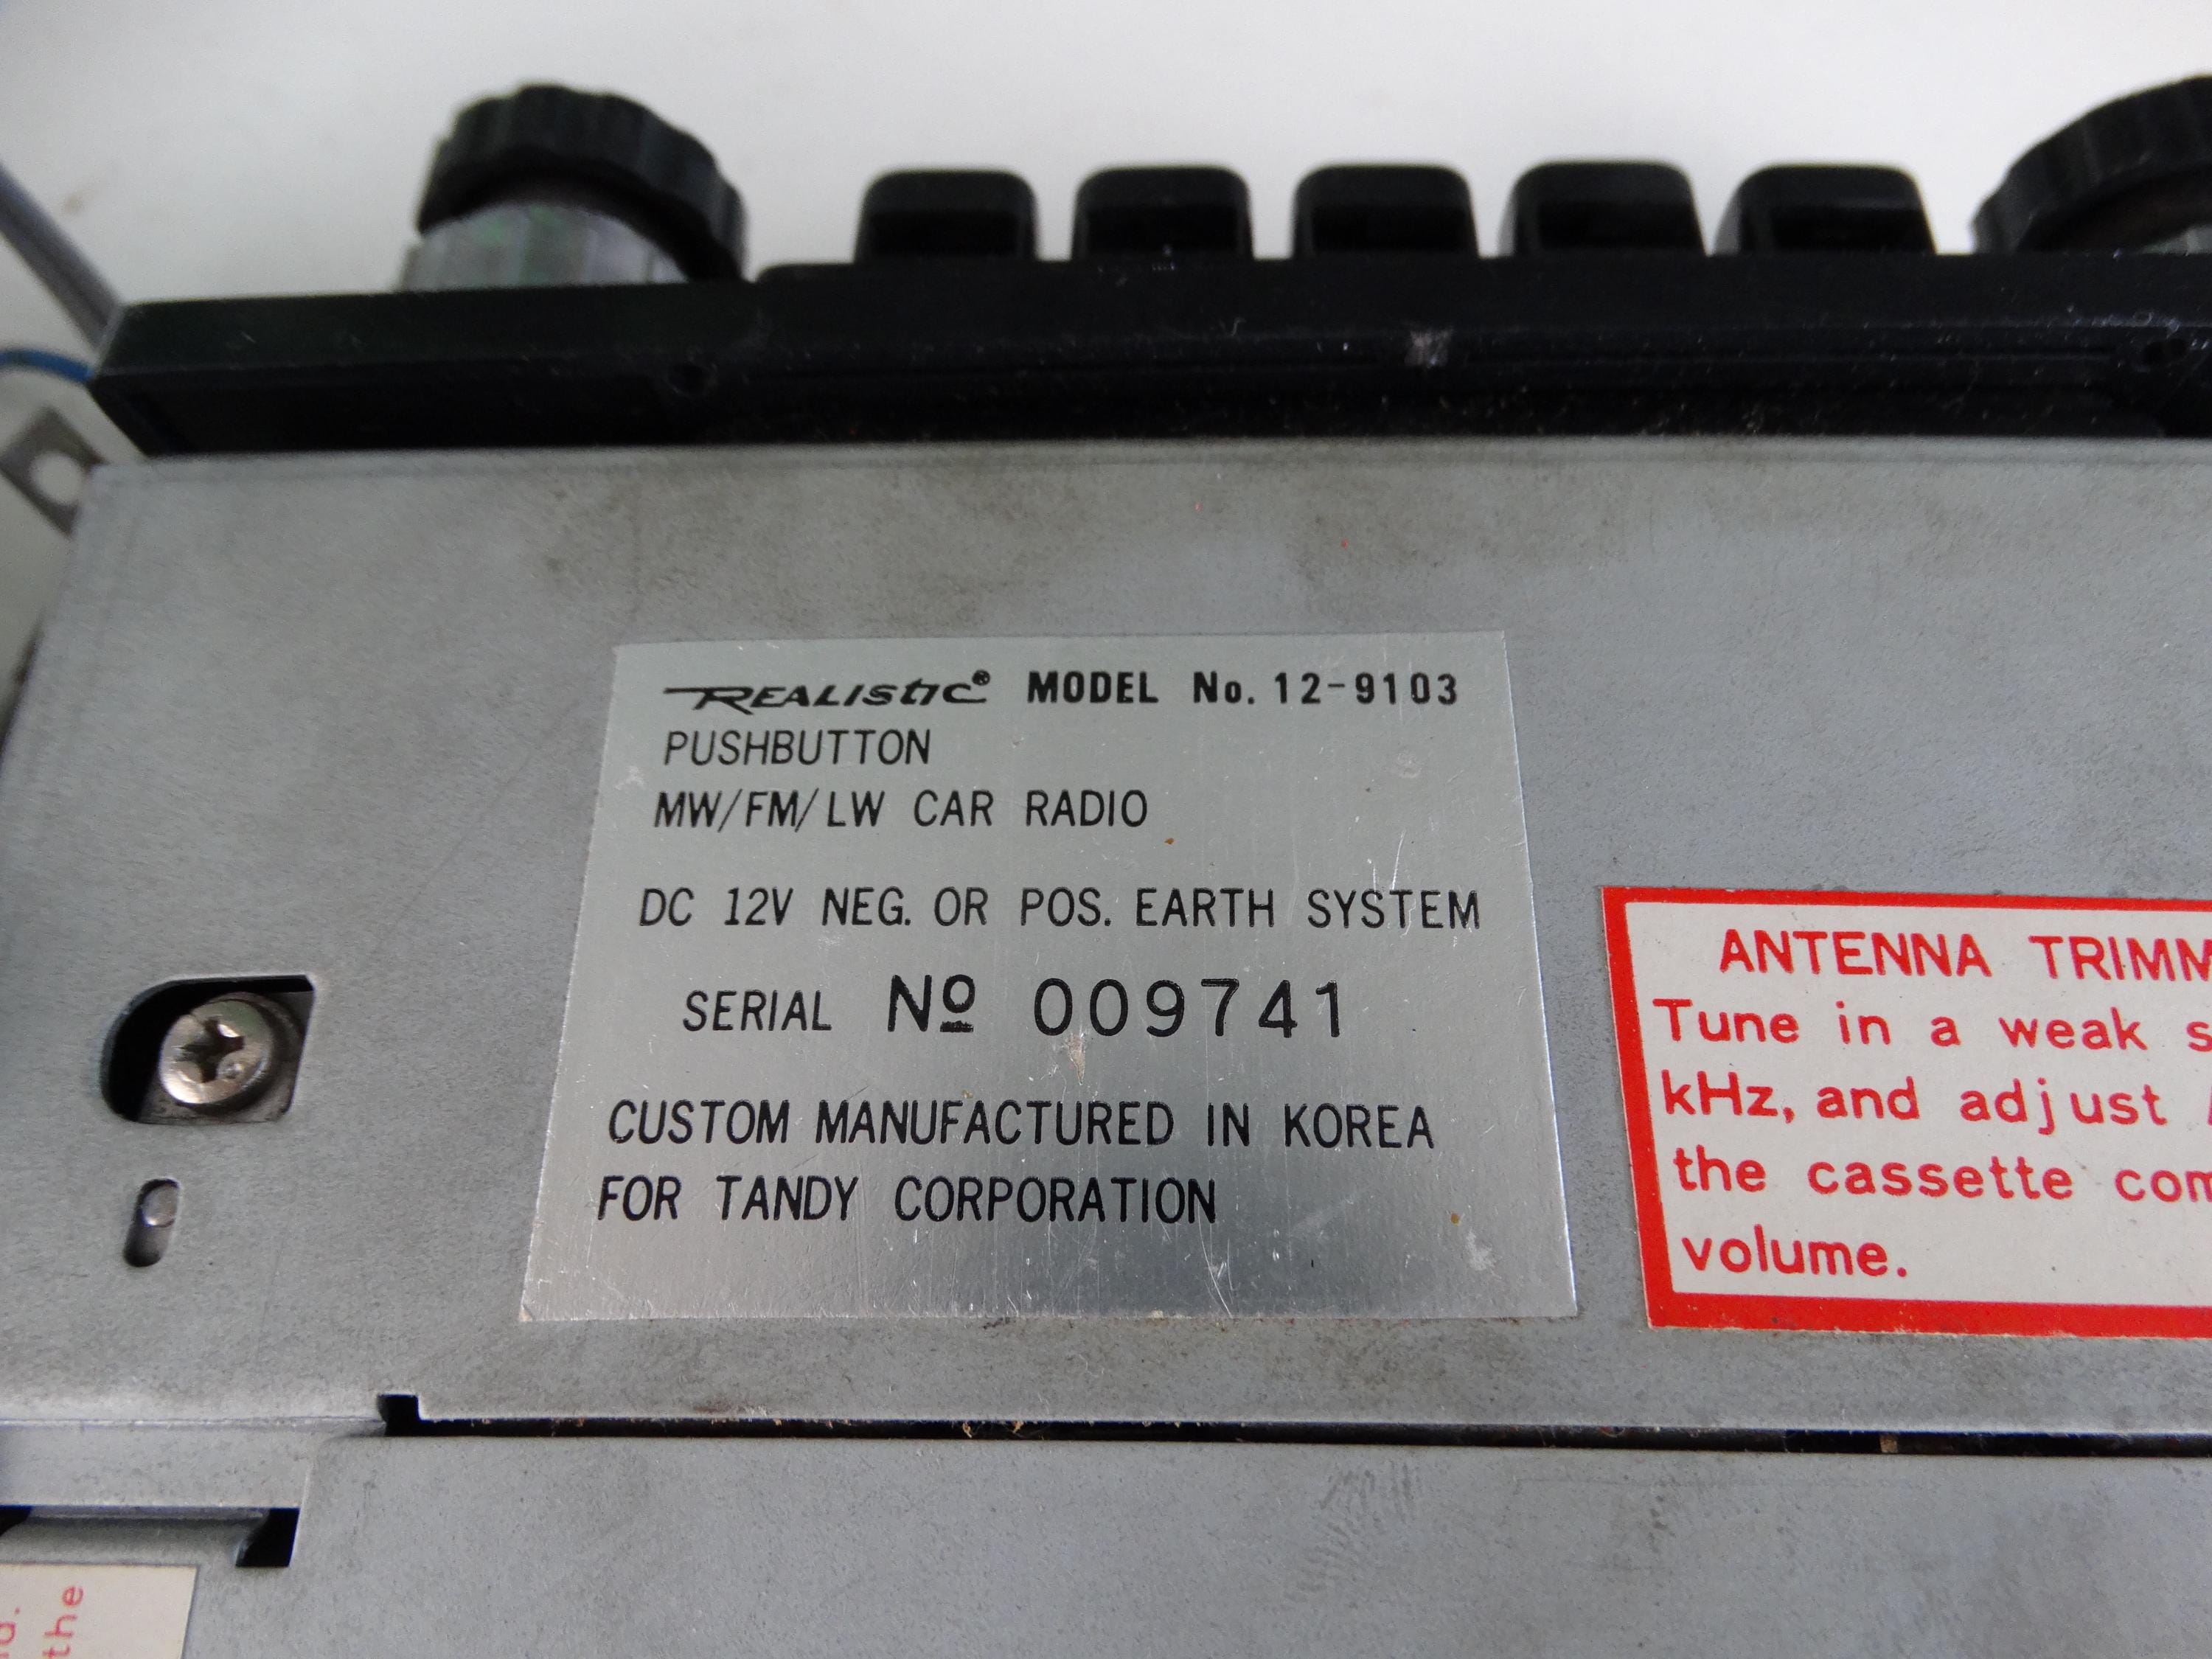 REALISTIC® MODEL No. 12-9103
PUSHBUTTON
MW/FM/LW CAR RADIO
DC 12V NEG. OR POS. EARTH SYSTEM
SERIAL Nº 009741
CUSTOM MANUFACTURED IN KOREA
FOR TANDY CORPORATION
ANTENNA TRIMM
Tune in a weak s
kHz, and adjust
the cassette com
volume.
the